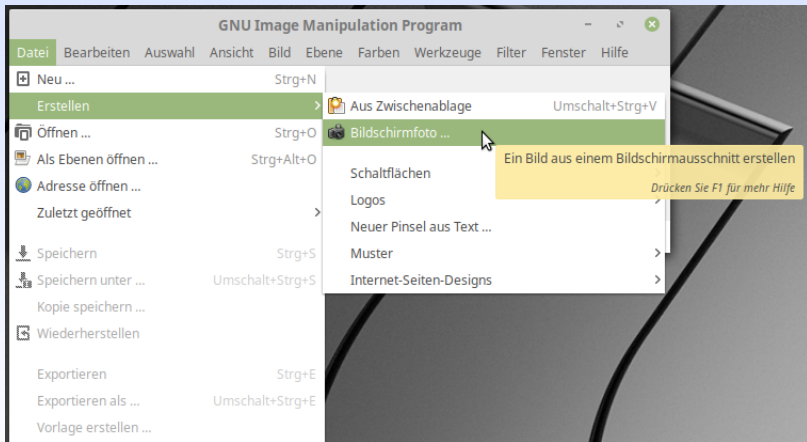 GNU Image Manipulation Program
Datei Bearbeiten Auswahl Ansicht Bild Ebene Farben Werkzeuge Filter Fenster Hilfe
Neu ... Strg+N
Erstellen
Öffnen ... Strg+O
Als Ebenen öffnen ... Strg+Alt+O
Adresse öffnen ...
Zuletzt geöffnet
Speichern Strg+S
Speichern unter ... Umschalt+Strg+S
Kopie speichern ...
Wiederherstellen
Exportieren Strg+E
Exportieren als ... Umschalt+Strg+E
Vorlage erstellen ...
Aus Zwischenablage Umschalt+Strg+V
Bildschirmfoto ...
Schaltflächen
Logos
Neuer Pinsel aus Text ...
Muster
Internet-Seiten-Designs
Ein Bild aus einem Bildschirmausschnitt erstellen
Drücken Sie F1 für mehr Hilfe